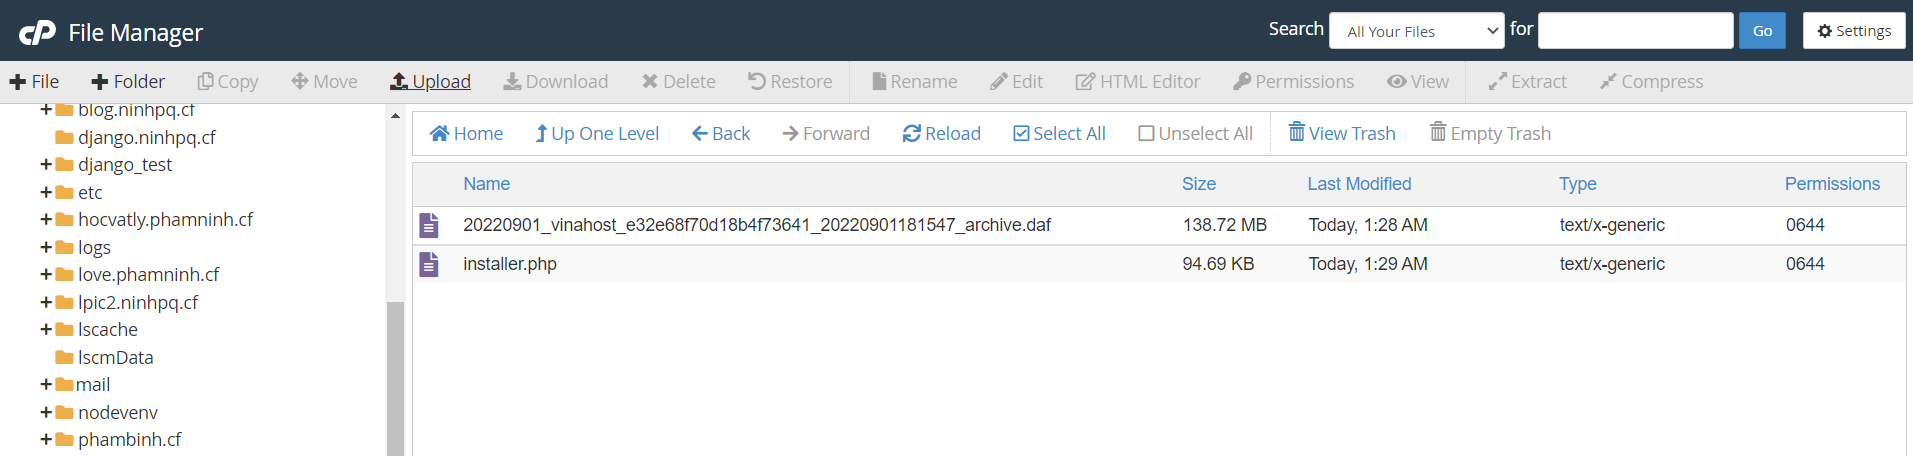 cP File Manager Search All Your Files for Go Settings
File Folder Copy Move Upload Download Delete Restore Rename Edit HTML Editor Permissions View Extract Compress
blog.ninhpq.cf
django.ninhpq.cf
django_test
etc
hocvatly.phamninh.cf
logs
love.phamninh.cf
lpic2.ninhpq.cf
lscache
lscmData
mail
nodevenv
phambinh.cf
Home Up One Level Back Forward Reload Select All Unselect All View Trash Empty Trash
Name Size Last Modified Type Permissions
20220901_vinahost_e32e68f70d18b4f73641_20220901181547_archive.daf 138.72 MB Today, 1:28 AM text/x-generic 0644
installer.php 94.69 KB Today, 1:29 AM text/x-generic 0644